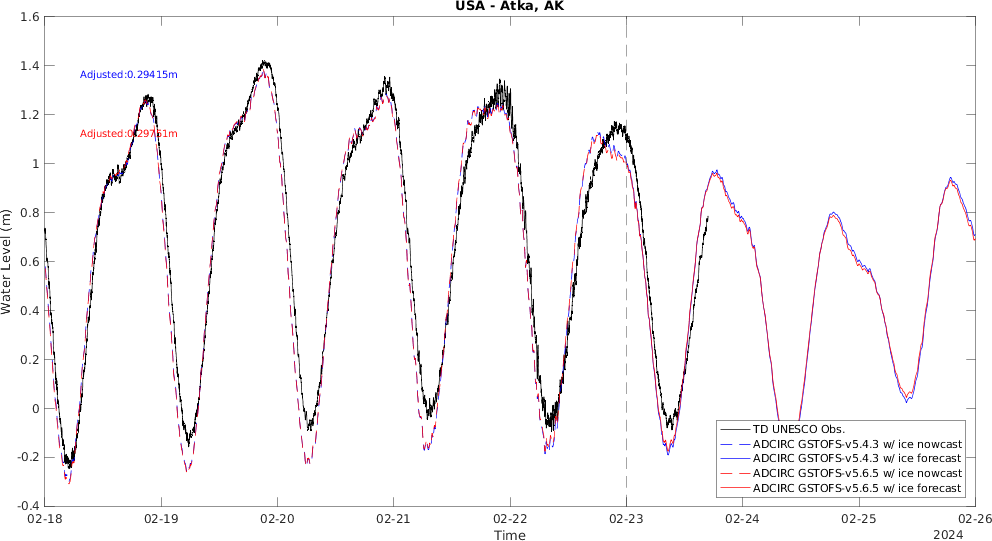 USA - Atka, AK
1.6
1.4
1.2
1
0.8
0.6
0.4
0.2
0
-0.2
-0.4
Water Level (m)
Adjusted:0.29415m
Adjusted:0.29761m
TD UNESCO Obs.
ADCIRC GSTOFS-v5.4.3 w/ ice nowcast
ADCIRC GSTOFS-v5.4.3 w/ ice forecast
ADCIRC GSTOFS-v5.6.5 w/ ice nowcast
ADCIRC GSTOFS-v5.6.5 w/ ice forecast
02-18 02-19 02-20 02-21 02-22 02-23 02-24 02-25 02-26
Time
2024